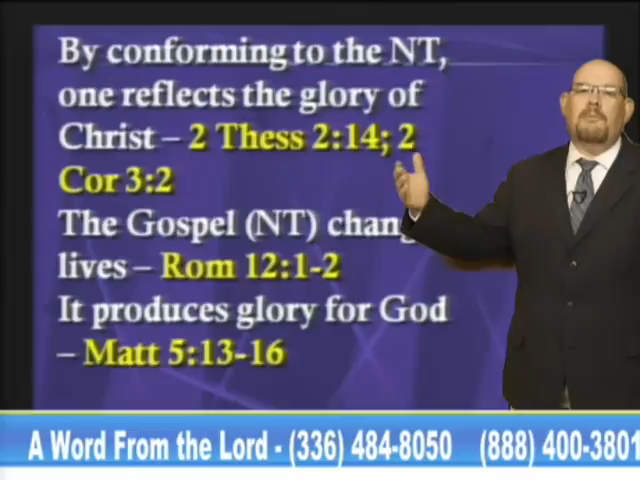 By conforming to the NT,
one reflects the glory of
Christ – 2 Thess 2:14; 2
Cor 3:2
The Gospel (NT) chang
lives – Rom 12:1-2
It produces glory for God
– Matt 5:13-16
A Word From the Lord - (336) 484-8050 (888) 400-3801